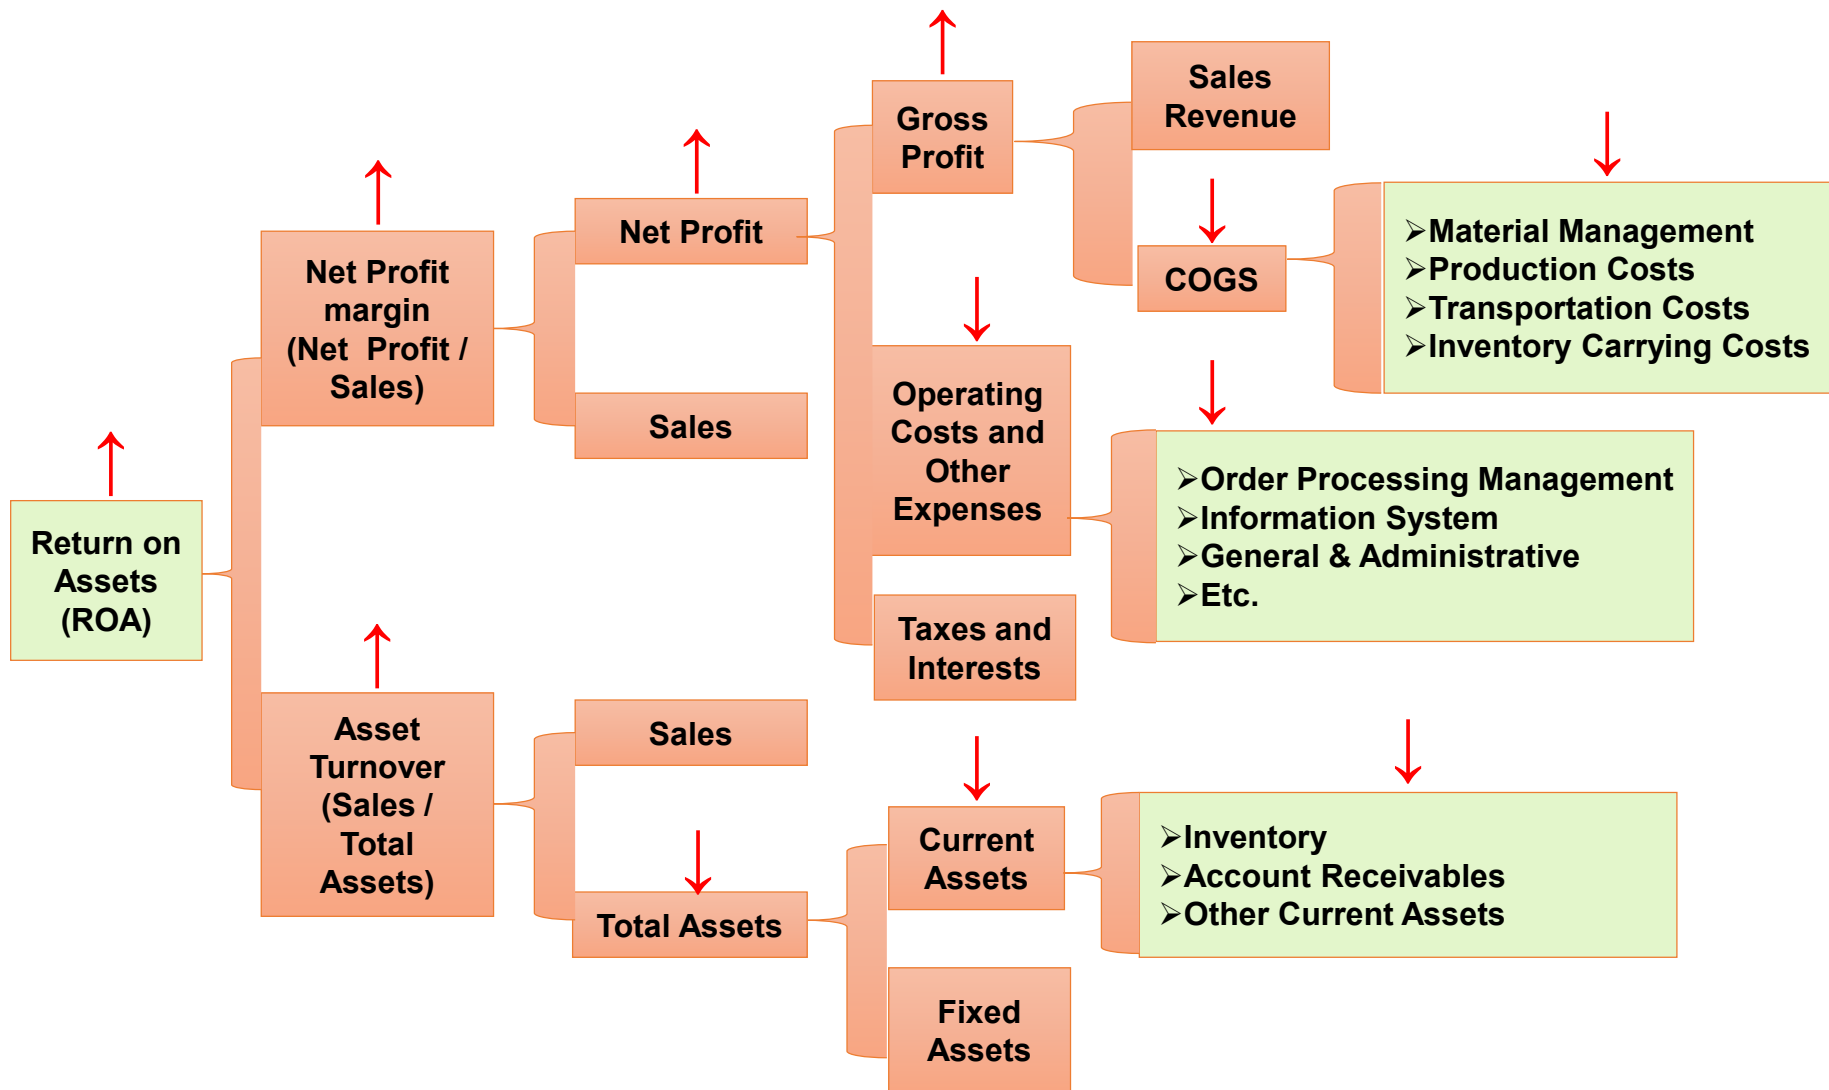 Return on
Assets
(ROA)
Net Profit
margin
(Net  Profit /
Sales)
Asset
Turnover
(Sales /
Total
Assets)
Net Profit
Sales
Sales
Total Assets
Gross
Profit
Operating
Costs and
Other
Expenses
Taxes and
Interests
Current
Assets
Fixed
Assets
Sales
Revenue
COGS
➢Material Management
➢Production Costs
➢Transportation Costs
➢Inventory Carrying Costs
➢Order Processing Management
➢Information System
➢General & Administrative
➢Etc.
➢Inventory
➢Account Receivables
➢Other Current Assets